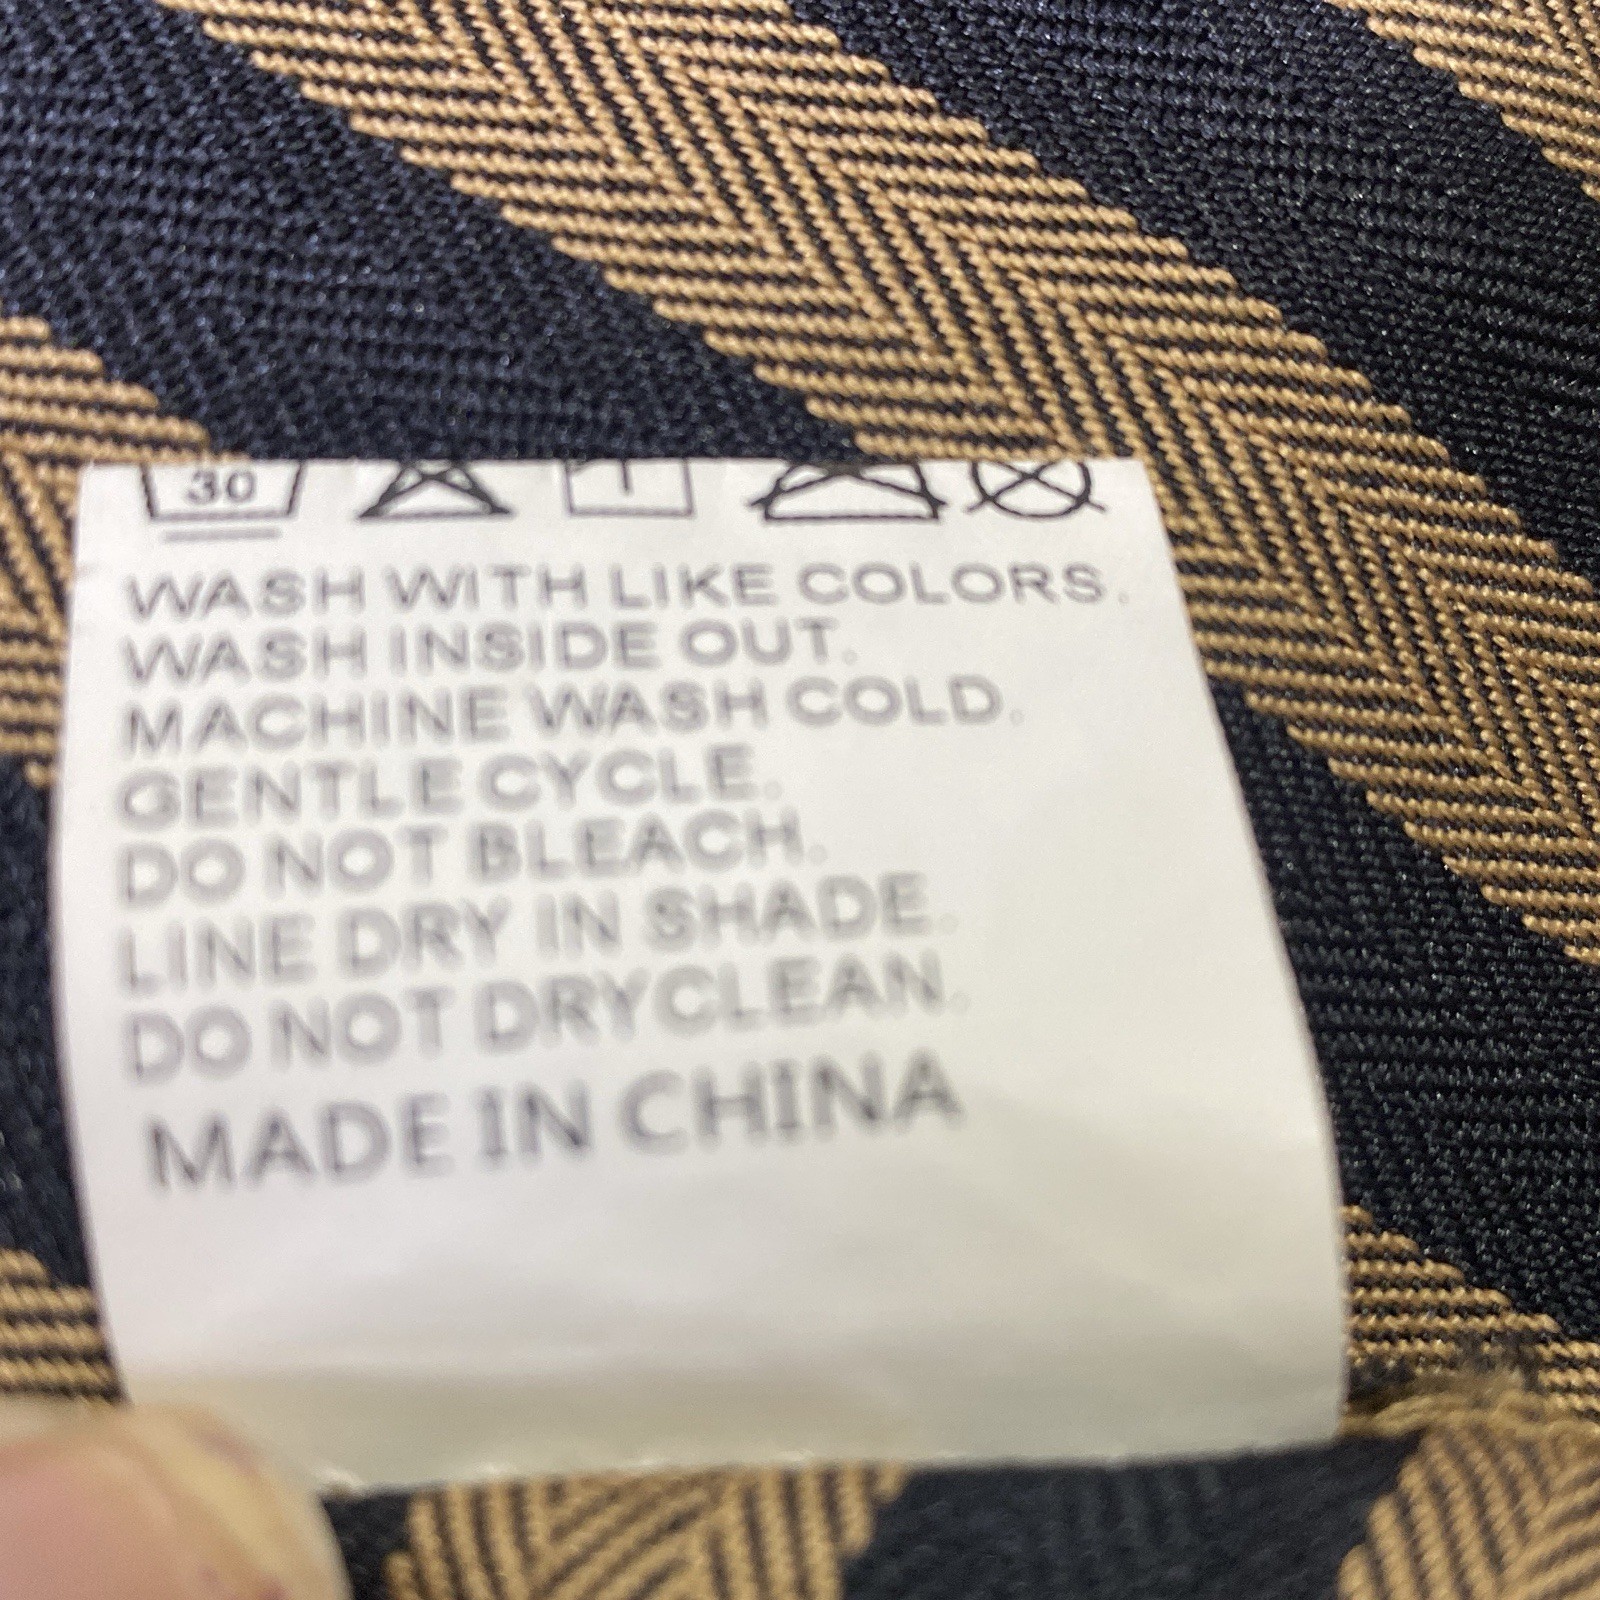 30
WASH WITH LIKE COLORS.
WASH INSIDE OUT.
MACHINE WASH COLD.
GENTLE CYCLE.
DO NOT BLEACH.
LINE DRY IN SHADE.
DO NOT DRYCLEAN.
MADE IN CHINA